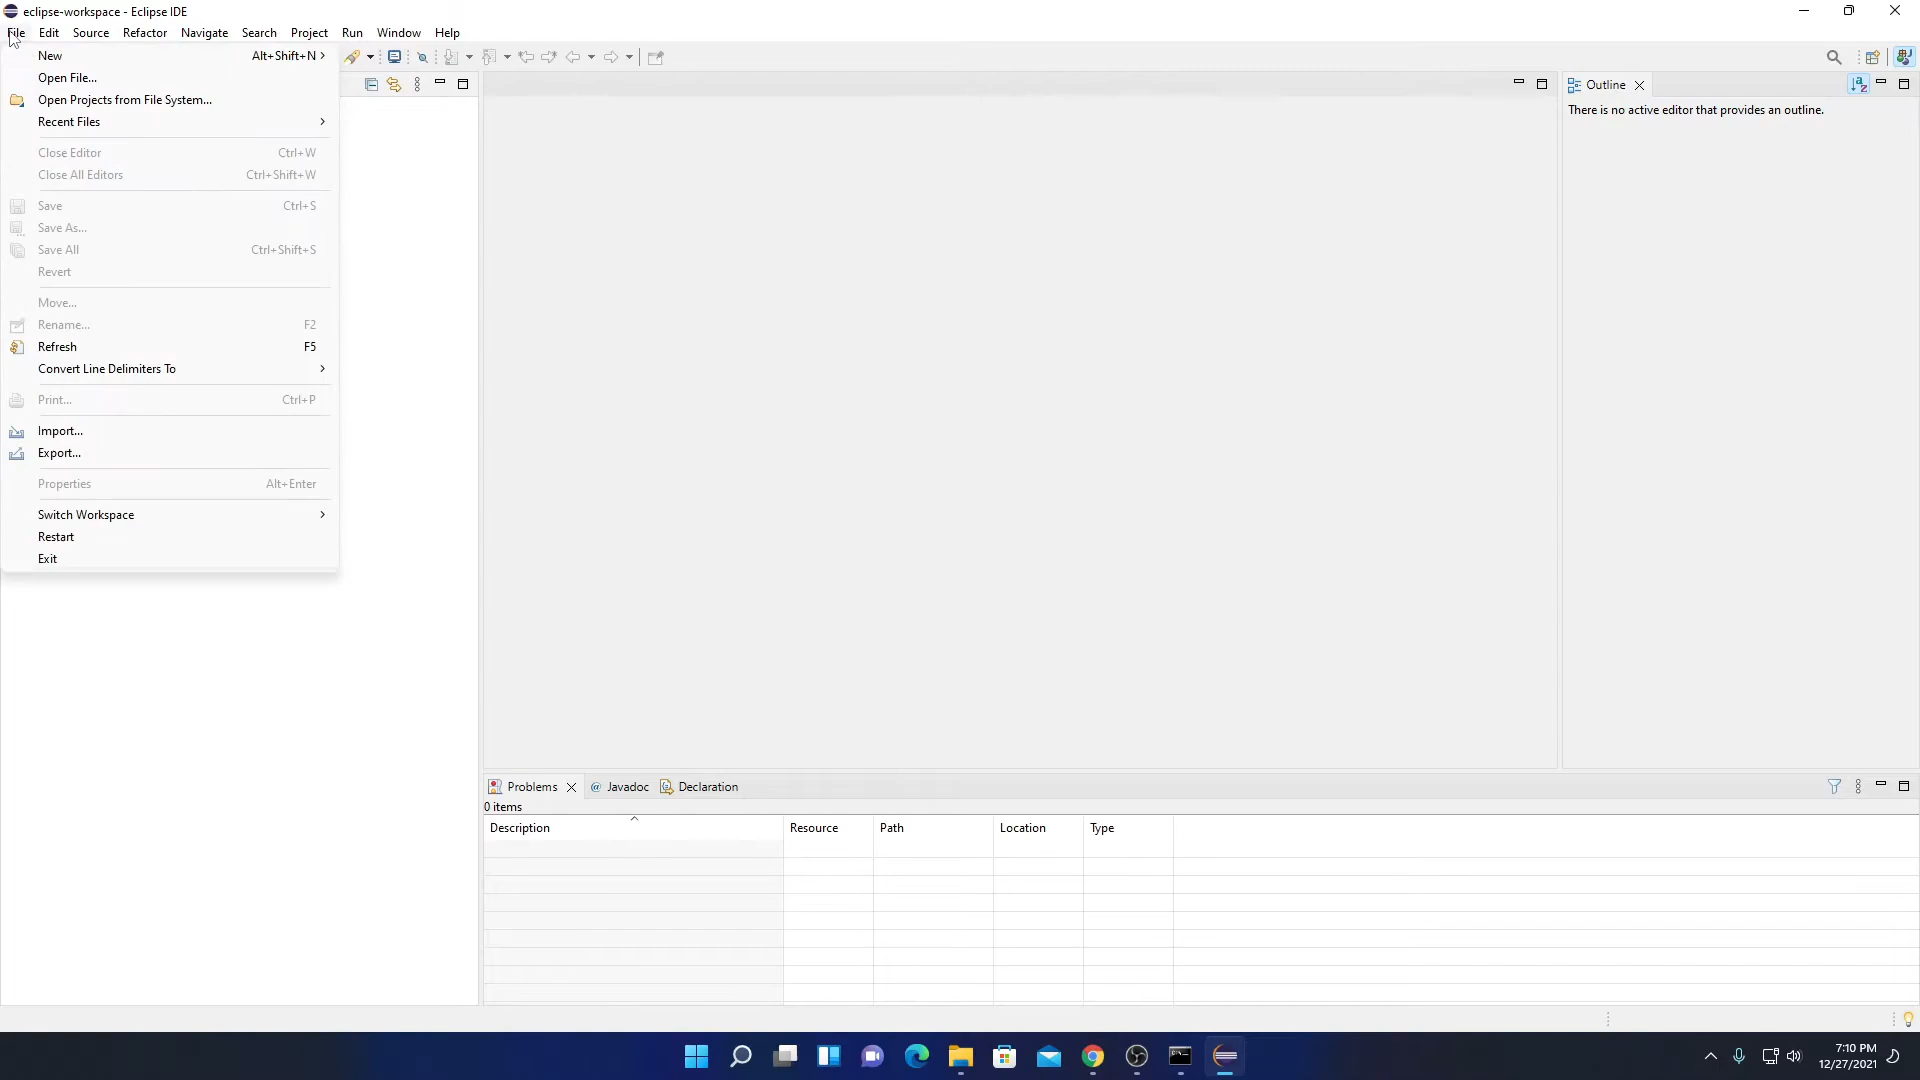 eclipse-workspace - Eclipse IDE
File Edit Source Refactor Navigate Search Project Run Window Help
New Alt+Shift+N
Open File...
Open Projects from File System...
Recent Files
Close Editor Ctrl+W
Close All Editors Ctrl+Shift+W
Save Ctrl+S
Save As...
Save All Ctrl+Shift+S
Revert
Move...
Rename... F2
Refresh F5
Convert Line Delimiters To
Print... Ctrl+P
Import...
Export...
Properties Alt+Enter
Switch Workspace
Restart
Exit
Outline
There is no active editor that provides an outline.
Problems Javadoc Declaration
0 items
Description Resource Path Location Type
7:10 PM
12/27/2021